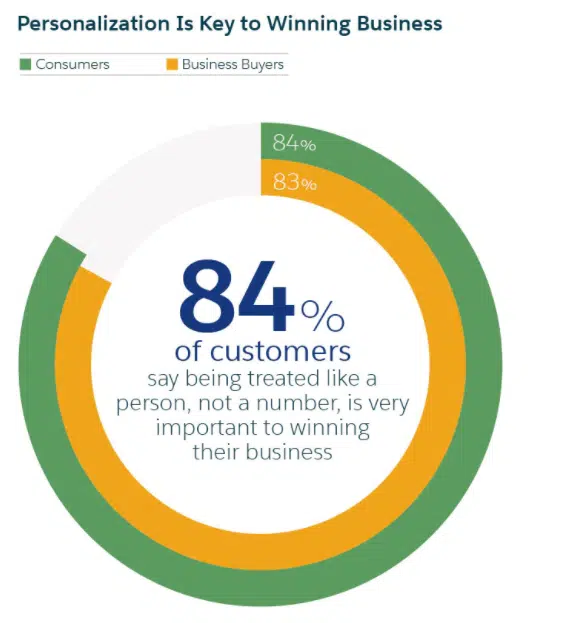 Personalization Is Key to Winning Business
Consumers Business Buyers
84%
83%
84%
of customers
say being treated like a
person, not a number, is very
important to winning
their business